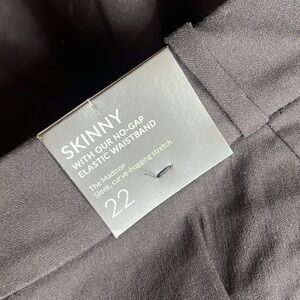 SKINNY
WITH OUR NO-GAP
ELASTIC WAISTBAND
The Madison
Sleek, curve-hugging stretch
22